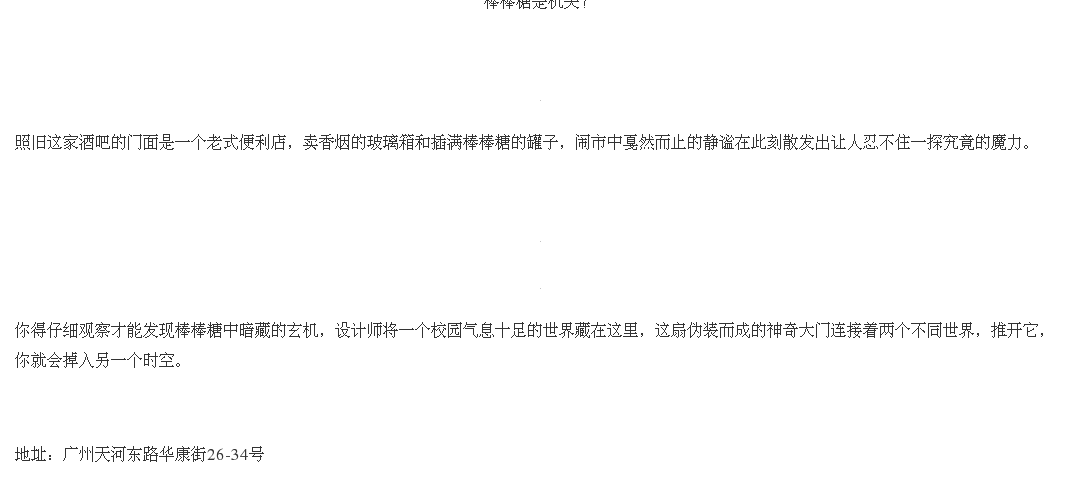 棒棒糖是机关?
照旧这家酒吧的门面是一个老式便利店，卖香烟的玻璃箱和插满棒棒糖的罐子，闹市中戛然而止的静谧在此刻散发出让人忍不住一探究竟的魔力。
你得仔细观察才能发现棒棒糖中暗藏的玄机，设计师将一个校园气息十足的世界藏在这里，这扇伪装而成的神奇大门连接着两个不同世界，推开它，
你就会掉入另一个时空。
地址：广州天河东路华康街26-34号